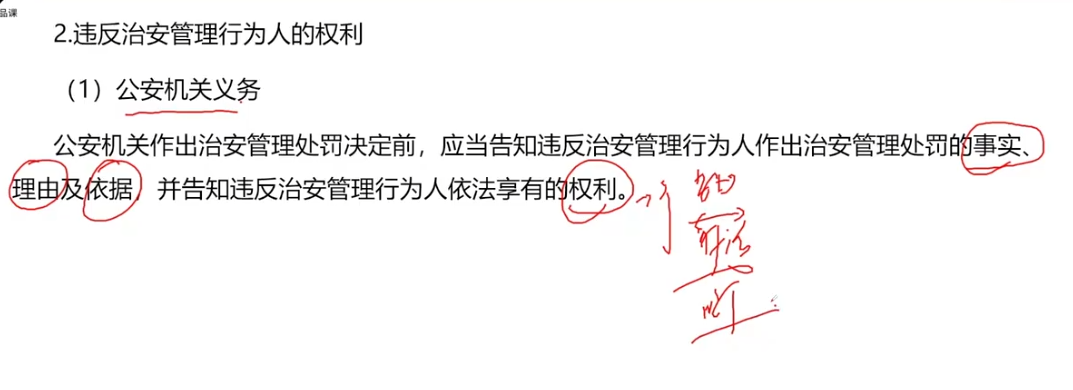 品课
2.违反治安管理行为人的权利
（1）公安机关义务
公安机关作出治安管理处罚决定前，应当告知违反治安管理行为人作出治安管理处罚的事实、
理由及依据，并告知违反治安管理行为人依法享有的权利。